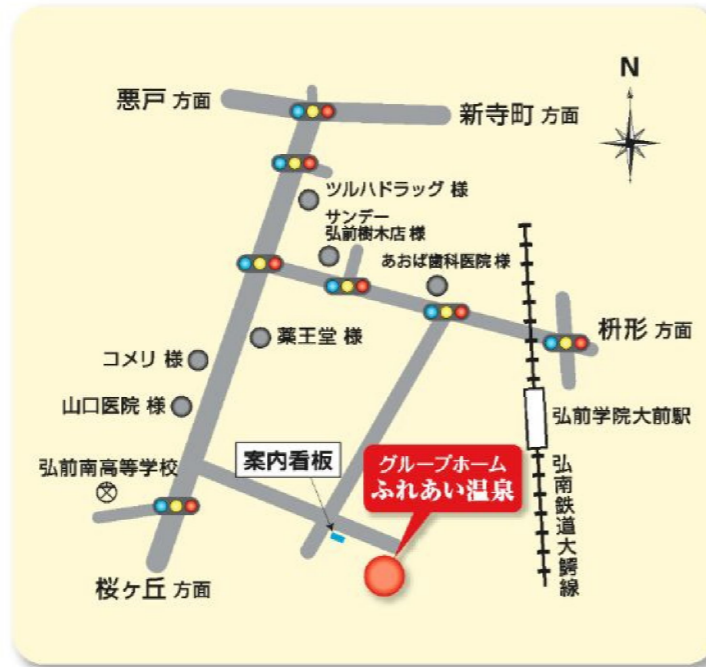 N
悪戸 方面
新寺町 方面
ツルハドラッグ 様
サンデー
弘前樹木店 様
あおば歯科医院 様
枡形 方面
薬王堂 様
コメリ 様
山口医院 様
弘前学院大前駅
弘前南高等学校
案内看板
グループホーム
ふれあい温泉
弘南鉄道大鰐線
桜ヶ丘 方面